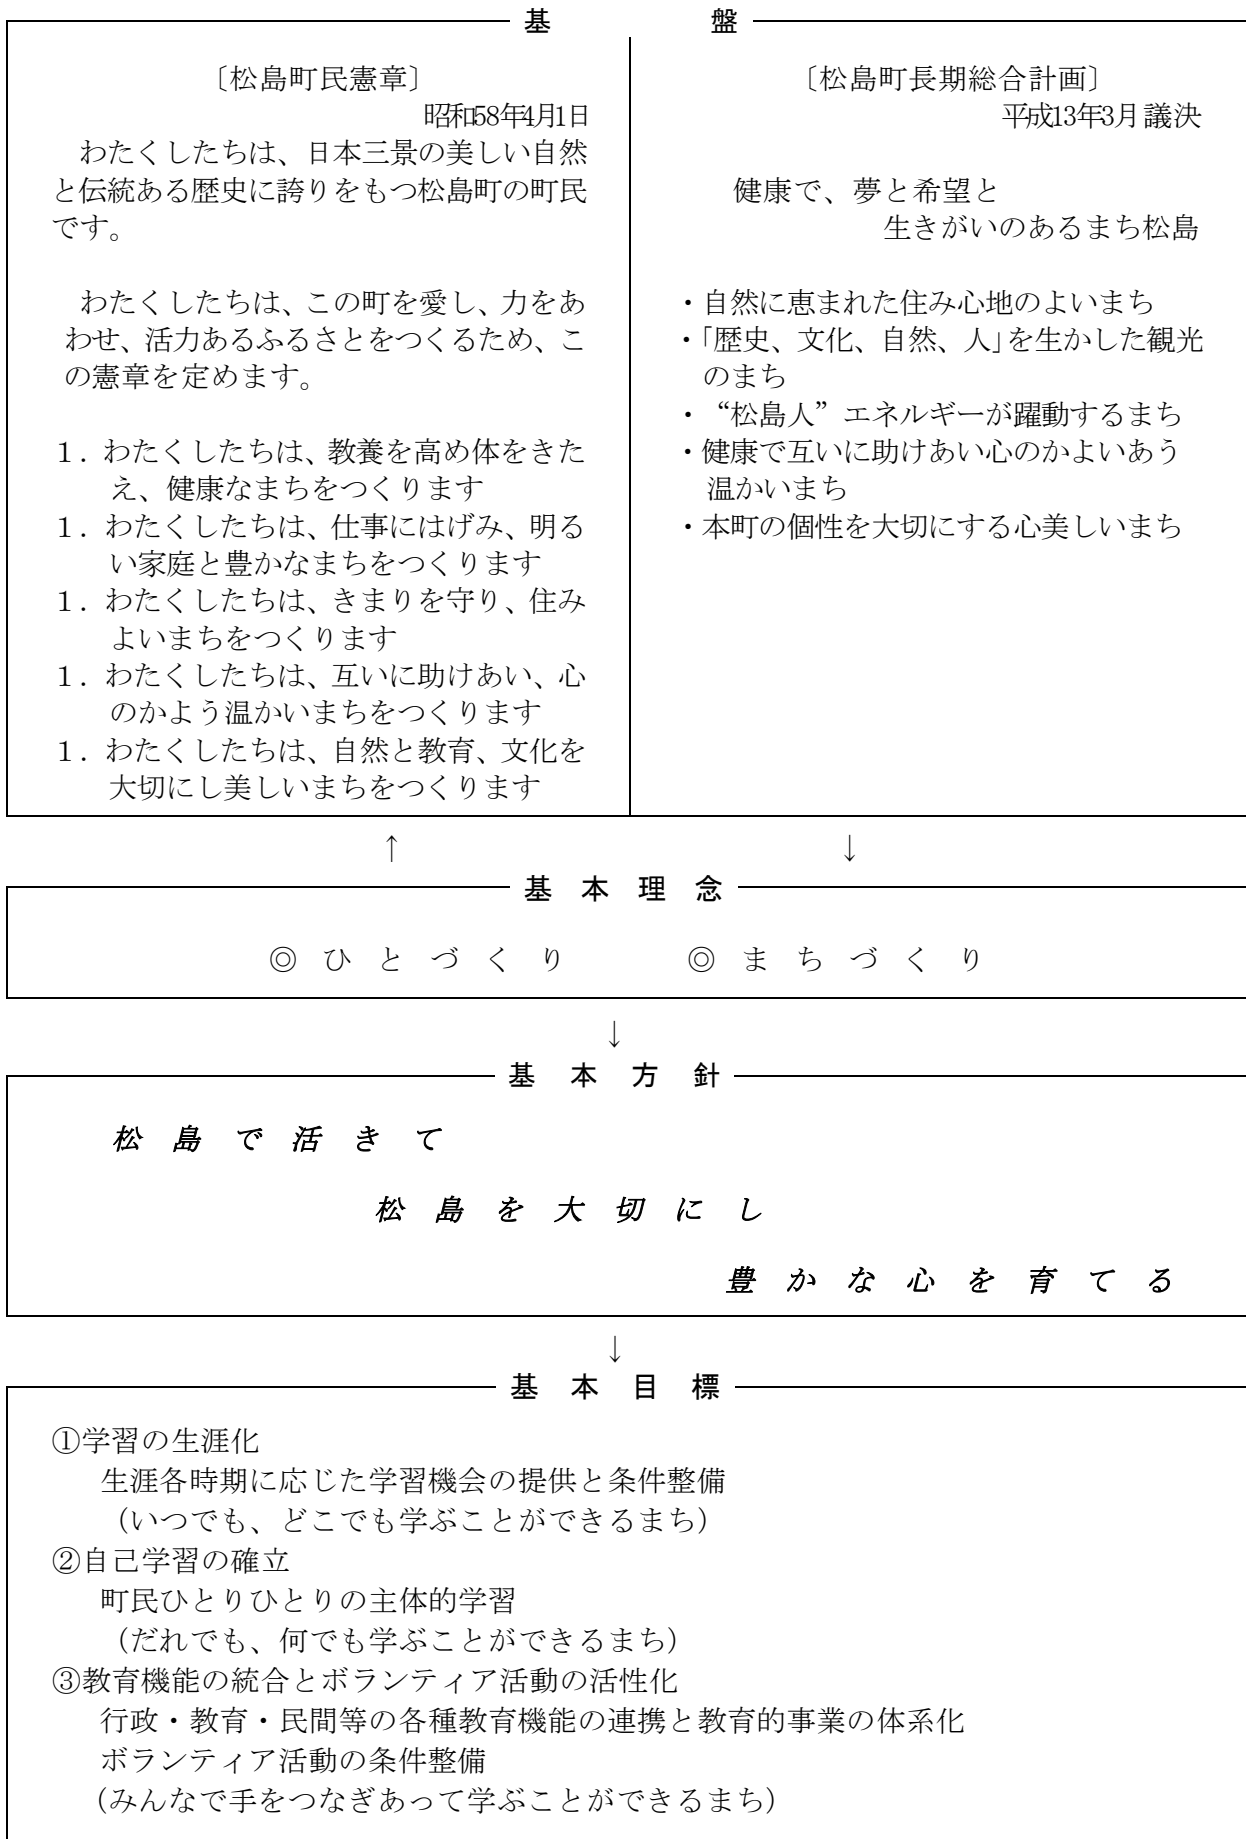 基　盤
〔松島町民憲章〕
昭和58年4月1日
わたくしたちは、日本三景の美しい自然
と伝統ある歴史に誇りをもつ松島町の町民
です。
わたくしたちは、この町を愛し、力をあ
わせ、活力あるふるさとをつくるため、こ
の憲章を定めます。
１．わたくしたちは、教養を高め体をきた
え、健康なまちをつくります
１．わたくしたちは、仕事にはげみ、明る
い家庭と豊かなまちをつくります
１．わたくしたちは、きまりを守り、住み
よいまちをつくります
１．わたくしたちは、互いに助けあい、心
のかよう温かいまちをつくります
１．わたくしたちは、自然と教育、文化を
大切にし美しいまちをつくります
〔松島町長期総合計画〕
平成13年3月議決
健康で、夢と希望と
生きがいのあるまち松島
・自然に恵まれた住み心地のよいまち
・「歴史、文化、自然、人」を生かした観光
のまち
・“松島人”エネルギーが躍動するまち
・健康で互いに助けあい心のかよいあう
温かいまち
・本町の個性を大切にする心美しいまち
↑　↓
基本理念
◎ひとづくり　◎まちづくり
↓
基本方針
松島で活きて
松島を大切にし
豊かな心を育てる
↓
基本目標
①学習の生涯化
生涯各時期に応じた学習機会の提供と条件整備
（いつでも、どこでも学ぶことができるまち）
②自己学習の確立
町民ひとりひとりの主体的学習
（だれでも、何でも学ぶことができるまち）
③教育機能の統合とボランティア活動の活性化
行政・教育・民間等の各種教育機能の連携と教育的事業の体系化
ボランティア活動の条件整備
（みんなで手をつなぎあって学ぶことができるまち）